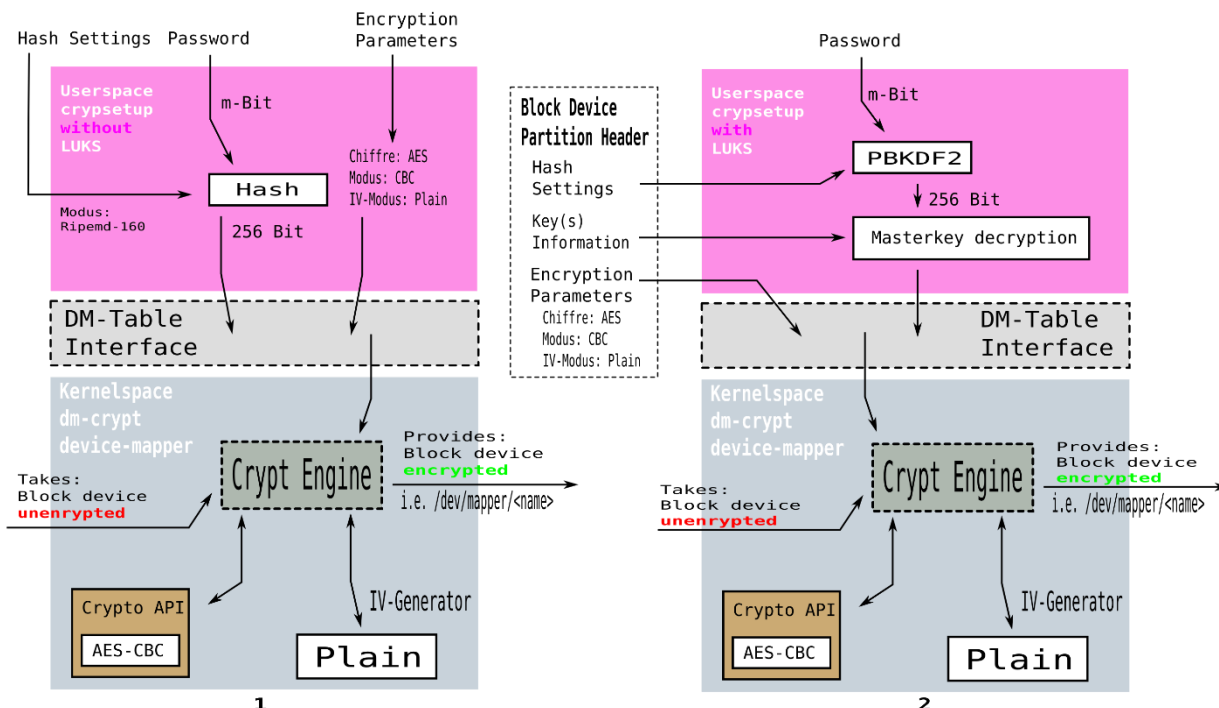 Hash Settings
Password
Encryption
Parameters
Userspace
crypsetup
without
LUKS
m-Bit
Hash
Chiffre: AES
Modus: CBC
IV-Modus: Plain
Modus:
Ripemd-160
256 Bit
DM-Table
Interface
Kernelspace
dm-crypt
device-mapper
Crypt Engine
Provides:
Block device
encrypted
i.e. /dev/mapper/<name>
Takes:
Block device
unenrypted
Crypto API
AES-CBC
IV-Generator
Plain
1
Block Device
Partition Header
Hash
Settings
Key(s)
Information
Encryption
Parameters
Chiffre: AES
Modus: CBC
IV-Modus: Plain
Password
Userspace
crypsetup
with
LUKS
m-Bit
PBKDF2
256 Bit
Masterkey decryption
DM-Table
Interface
Kernelspace
dm-crypt
device-mapper
Crypt Engine
Provides:
Block device
encrypted
i.e. /dev/mapper/<name>
Takes:
Block device
unenrypted
Crypto API
AES-CBC
IV-Generator
Plain
2